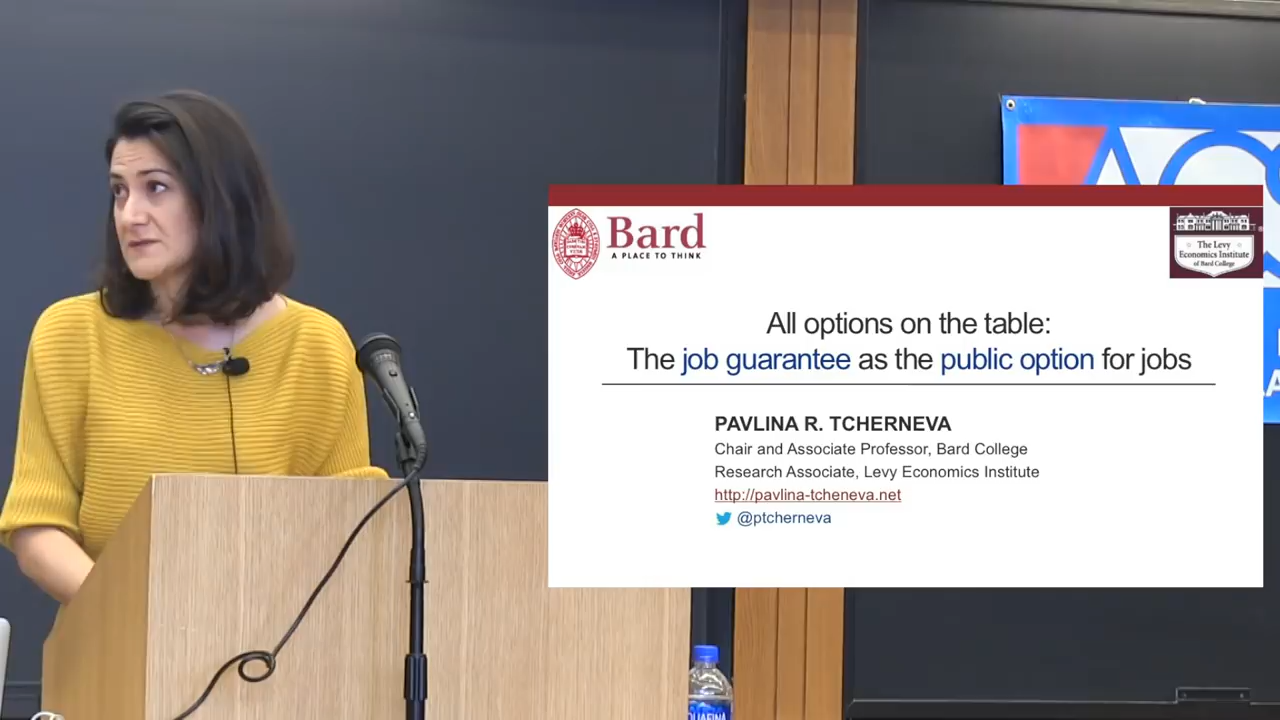 Bard
A PLACE TO THINK
The Levy
Economics Institute
of Bard College
All options on the table:
The job guarantee as the public option for jobs
PAVLINA R. TCHERNEVA
Chair and Associate Professor, Bard College
Research Associate, Levy Economics Institute
http://pavlina-tcheneva.net
@ptcherneva